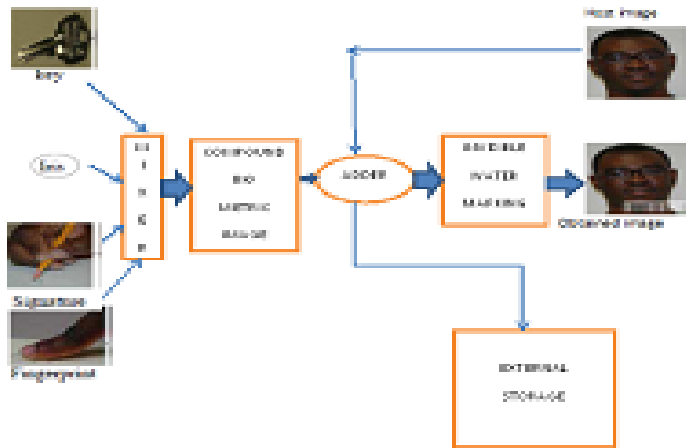 Host image
key
COMPOUND
BIO
METRIC
IMAGE
ADDER
WATER
MARKING
Obtained image
Signature
Fingerprint
EXTERNAL
STORAGE